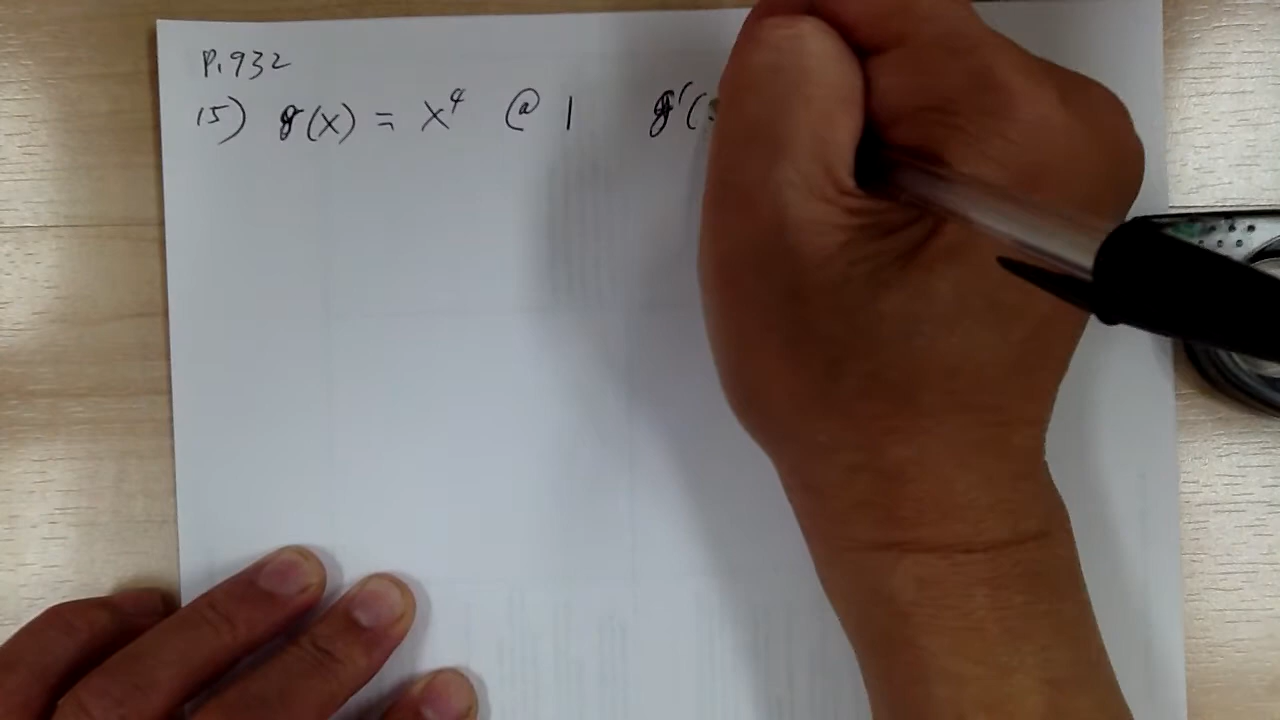 P.932
15) g(x) = x⁴ @ 1 g'(